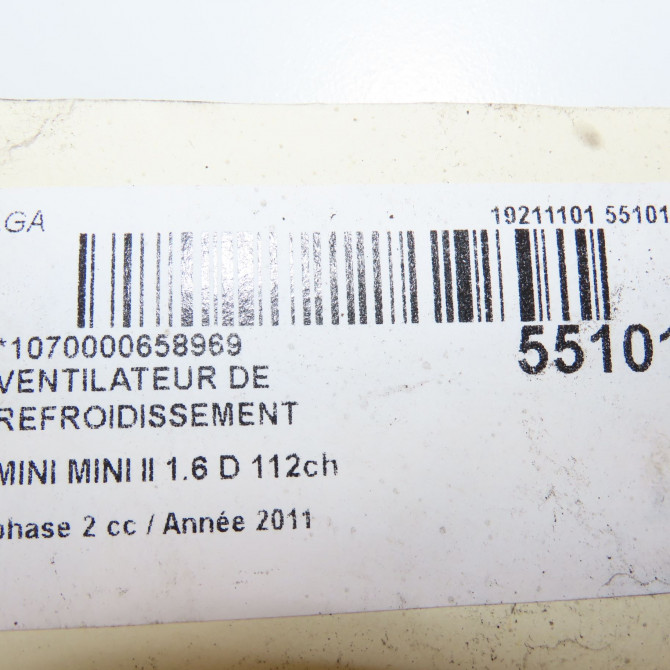 .GA
19211101 55101
*1070000658969
55101
VENTILATEUR DE
REFROIDISSEMENT
MINI MINI II 1.6 D 112ch
phase 2 cc / Année 2011